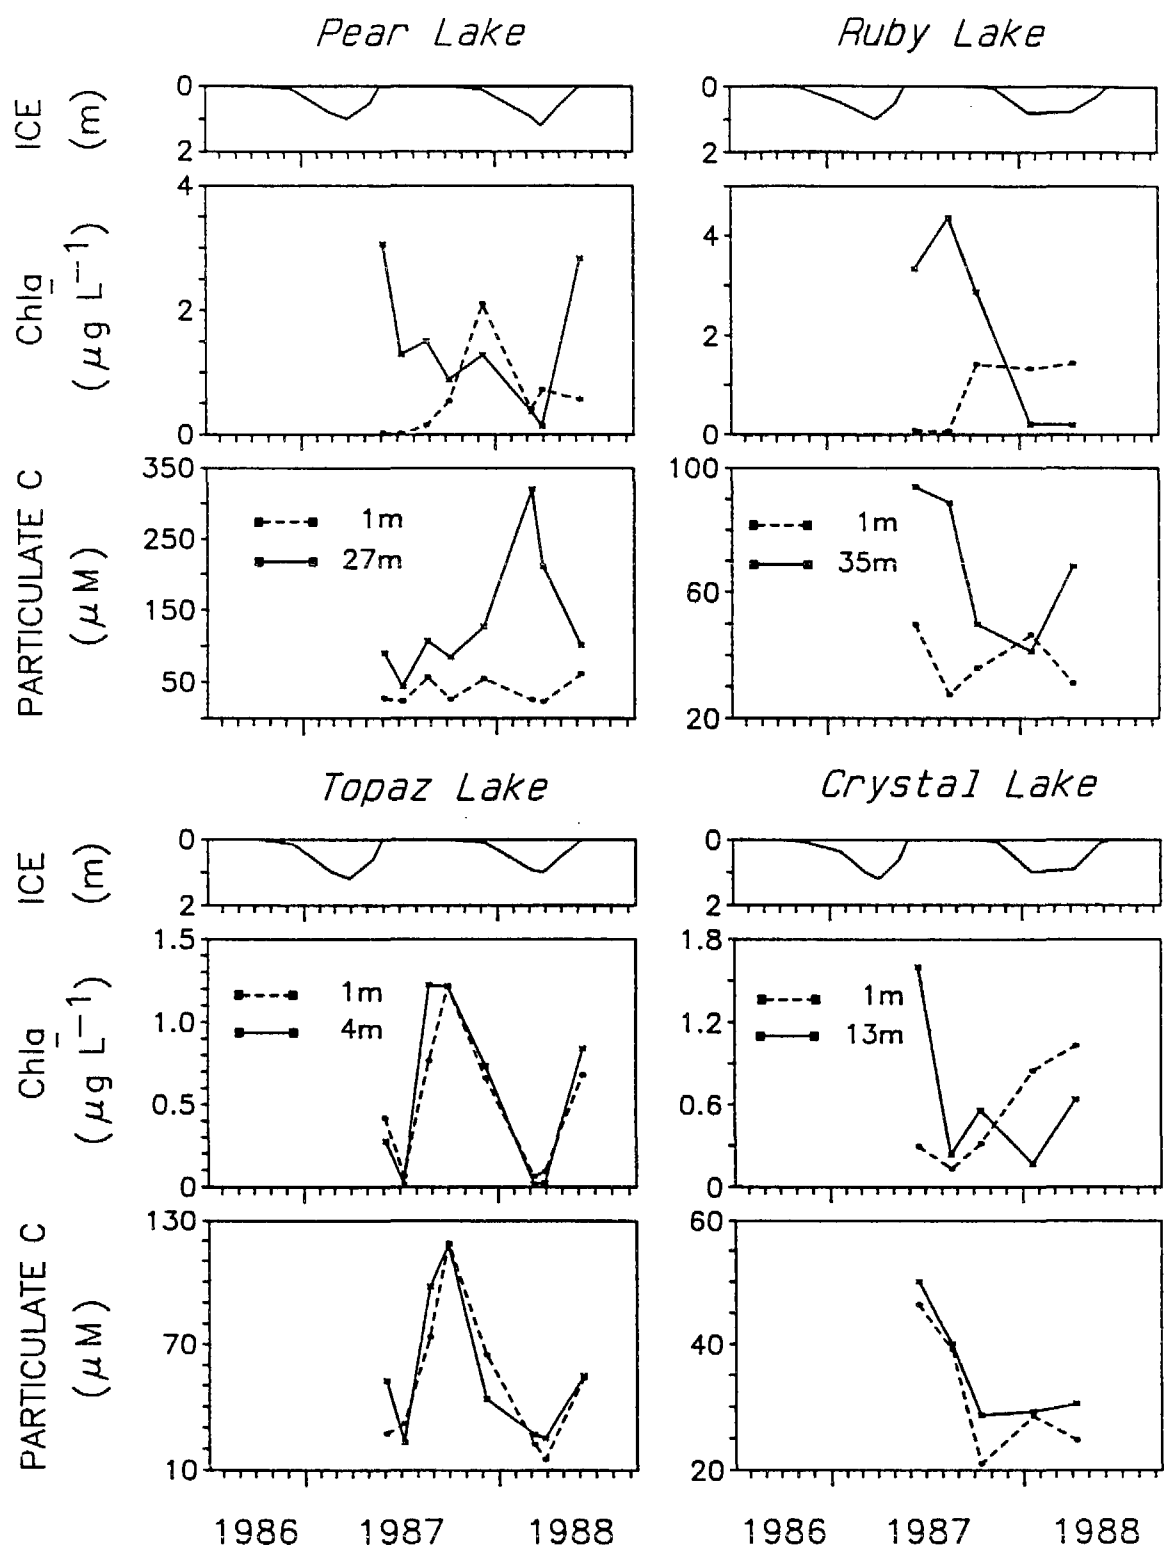 Pear Lake
Ruby Lake
ICE
(m)
0
2
0
2
Chla
(μg L−1)
4
2
0
4
2
0
PARTICULATE C
(μM)
350
250
150
50
1m
27m
100
60
20
1m
35m
Topaz Lake
Crystal Lake
ICE
(m)
0
2
0
2
Chla
(μg L−1)
1.5
1.0
0.5
0
1m
4m
1.8
1.2
0.6
0
1m
13m
PARTICULATE C
(μM)
130
70
10
60
40
20
1986 1987 1988
1986 1987 1988